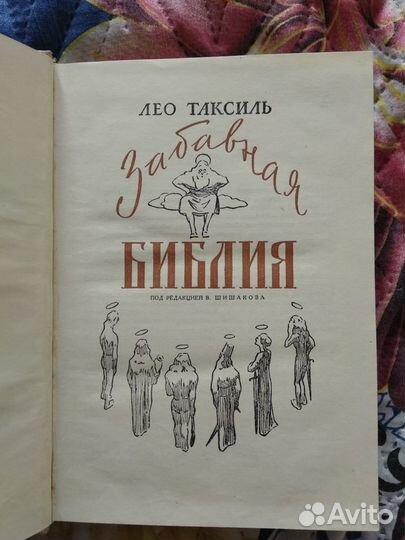 ЛЕО ТАКСИЛЬ
Забавная
БИБЛИЯ
ПОД РЕДАКЦИЕЙ В. ШИШАКОВА
Avito